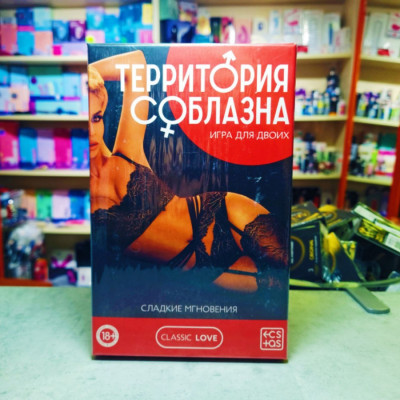 ТЕРРИТОРИЯ
СОБЛАЗНА
ИГРА ДЛЯ ДВОИХ
СЛАДКИЕ МГНОВЕНИЯ
18+
CLASSIC LOVE